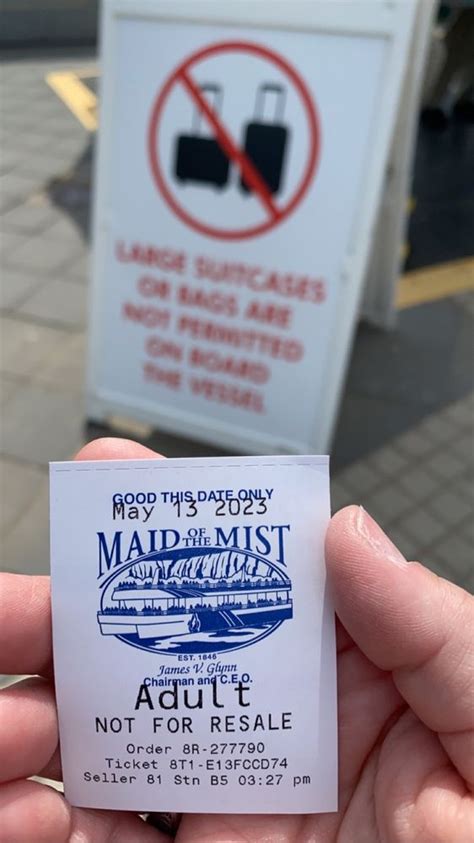 LARGE SUITCASES
OR BAGS ARE
NOT PERMITTED
ON BOARD
THE VESSEL
GOOD THIS DATE ONLY
May 13 2023
MAID OF THE MIST
EST. 1846
James V. Glynn
Chairman and C.E.O.
Adult
NOT FOR RESALE
Order 8R-277790
Ticket 8T1-E13FCCD74
Seller 81 Stn B5 03:27 pm